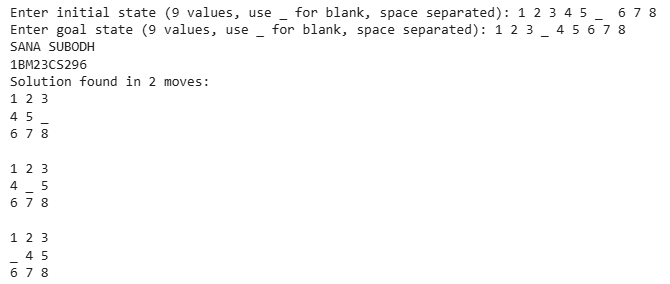 Enter initial state (9 values, use _ for blank, space separated): 1 2 3 4 5 _  6 7 8
Enter goal state (9 values, use _ for blank, space separated): 1 2 3 _ 4 5 6 7 8
SANA SUBODH
1BM23CS296
Solution found in 2 moves:
1 2 3
4 5 _
6 7 8

1 2 3
4 _ 5
6 7 8

1 2 3
_ 4 5
6 7 8